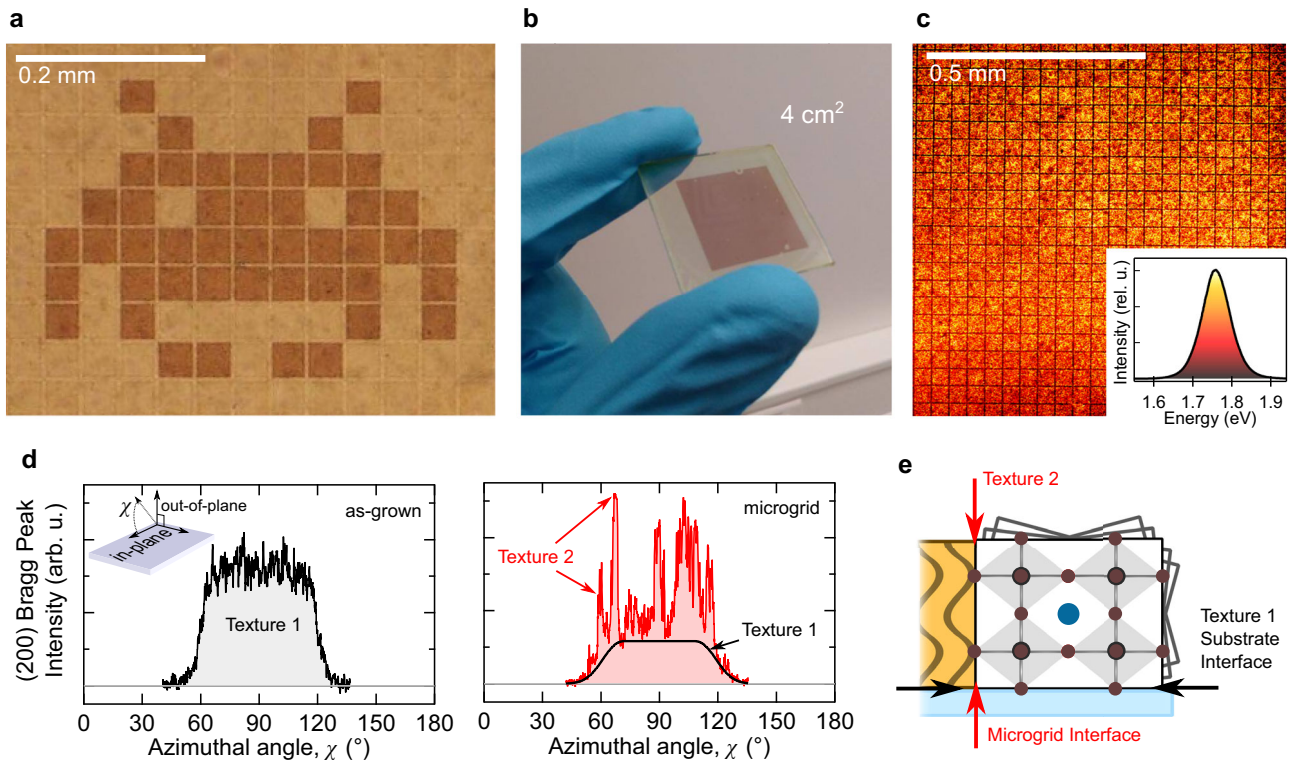 a
0.2 mm
b
4 cm²
c
0.5 mm
Intensity (rel. u.)
1.6 1.7 1.8 1.9
Energy (eV)
d
(200) Bragg Peak
Intensity (arb. u.)
χ
out-of-plane
in-plane
as-grown
Texture 1
0 30 60 90 120 150 180
Azimuthal angle, χ (°)
microgrid
Texture 2
Texture 1
0 30 60 90 120 150 180
Azimuthal angle, χ (°)
e
Texture 2
Texture 1
Substrate
Interface
Microgrid Interface